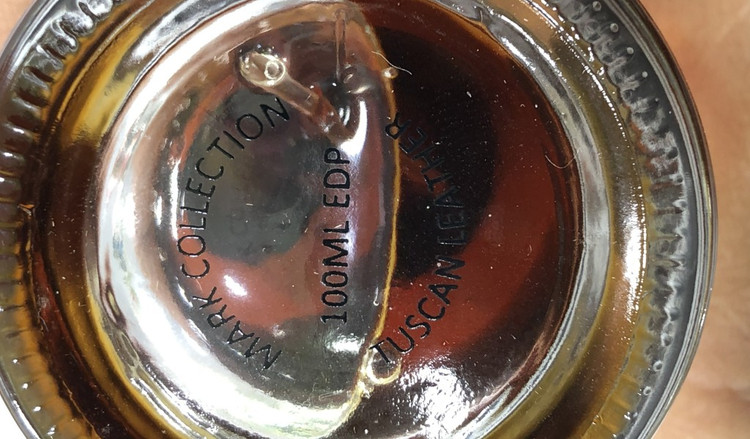 MARK COLLECTION
100ML EDP
TUSCAN LEATHER